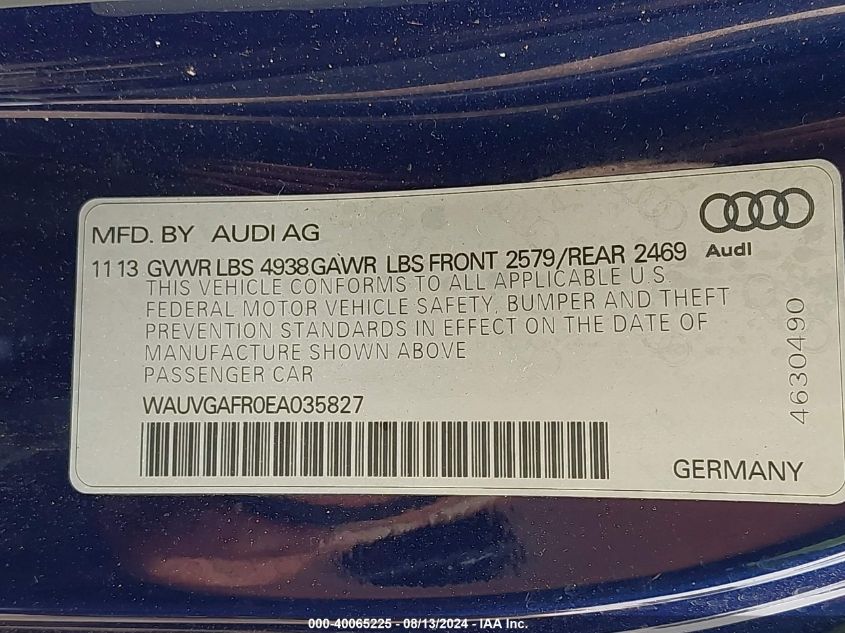 MFD. BY AUDI AG
11 13 GVWR LBS 4938 GAWR LBS FRONT 2579/REAR 2469
Audi
THIS VEHICLE CONFORMS TO ALL APPLICABLE U S
FEDERAL MOTOR VEHICLE SAFETY, BUMPER AND THEFT
PREVENTION STANDARDS IN EFFECT ON THE DATE OF
MANUFACTURE SHOWN ABOVE
PASSENGER CAR
WAUVGAFR0EA035827
4630490
GERMANY
000-40065225 - 08/13/2024 - IAA Inc.